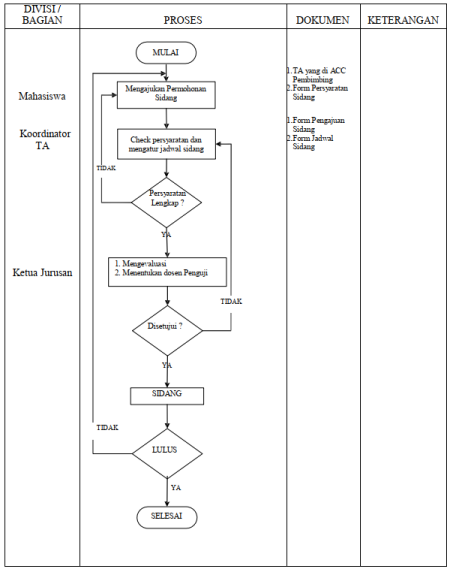 DIVISI /
BAGIAN
PROSES
DOKUMEN
KETERANGAN
MULAI
Mahasiswa
Mengajukan Permohonan
Sidang
1.TA yang di ACC
Pembimbing
2.Form Persyaratan
Sidang
Koordinator
TA
Check persyaratan dan
mengatur jadwal sidang
1.Form Pengajuan
Sidang
2.Form Jadwal
Sidang
TIDAK
Persyaratan
Lengkap ?
YA
Ketua Jurusan
1. Mengevaluasi
2. Menentukan dosen Penguji
TIDAK
Disetujui ?
YA
SIDANG
TIDAK
LULUS
YA
SELESAI